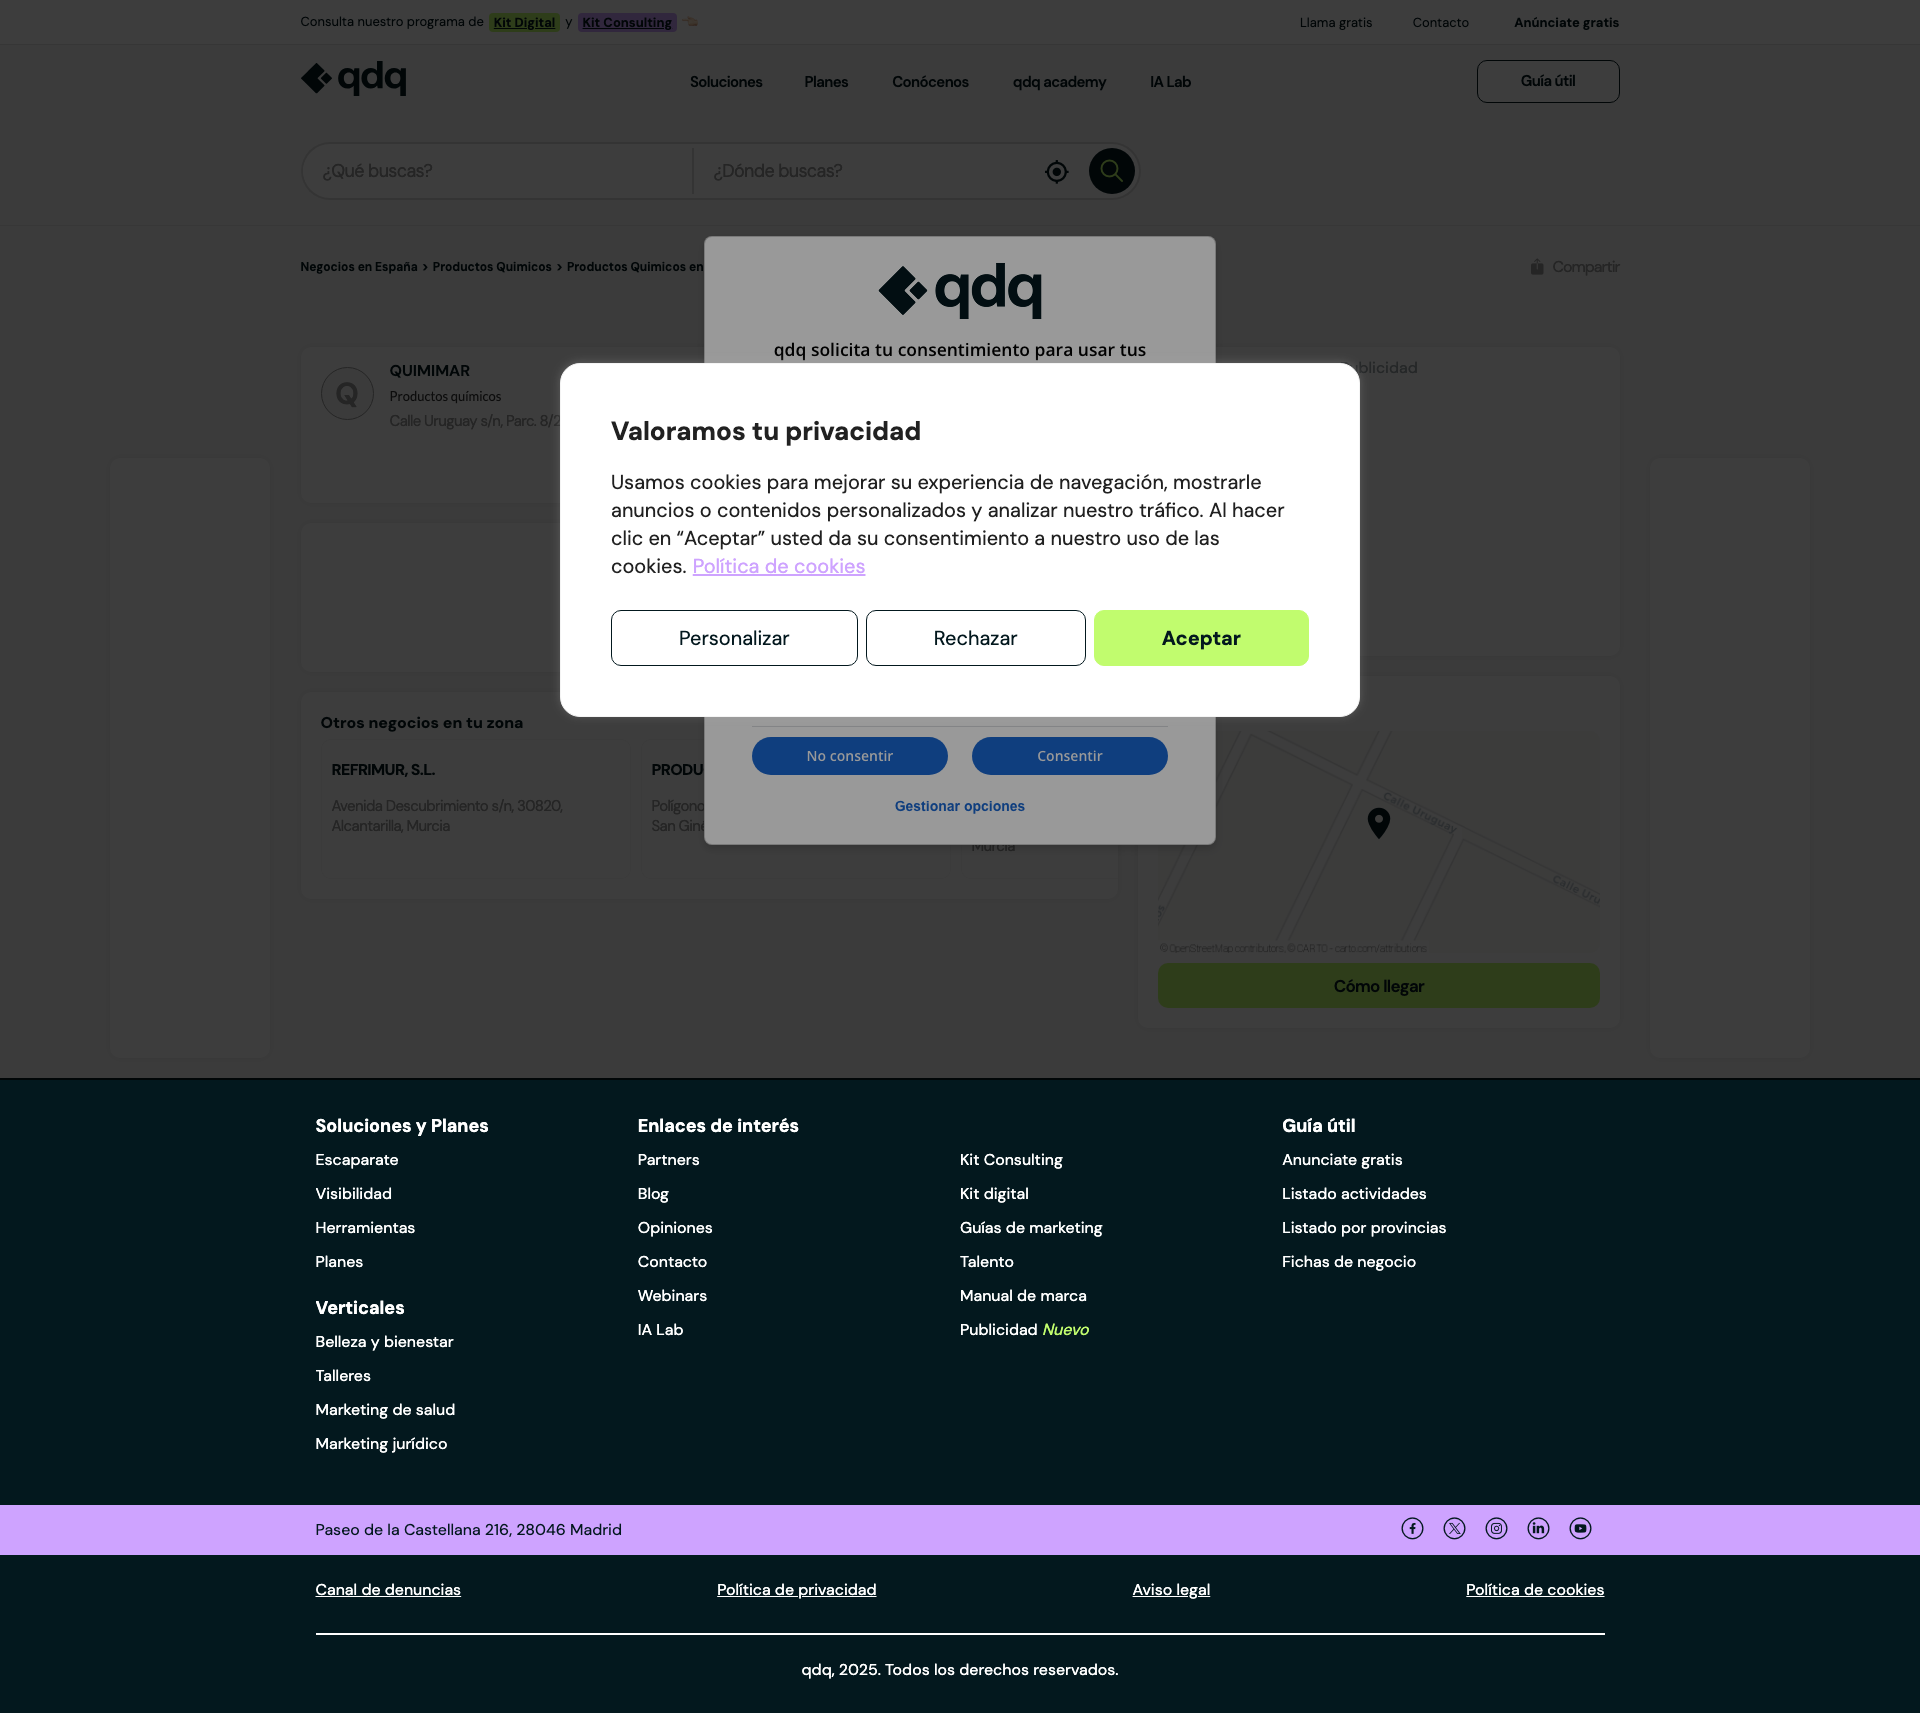 Consulta nuestro programa de Kit Digital y Kit Consulting
Llama gratis
Contacto
Anúnciate gratis
qdq
Soluciones
Planes
Conócenos
qdq academy
IA Lab
Guía útil
¿Qué buscas?
¿Dónde buscas?
Negocios en España > Productos Quimicos > Productos Quimicos en
Compartir
qdq
qdq solicita tu consentimiento para usar tus
QUIMIMAR
Q
Productos químicos
Calle Uruguay s/n, Parc. 8/2
Valoramos tu privacidad
Usamos cookies para mejorar su experiencia de navegación, mostrarle
anuncios o contenidos personalizados y analizar nuestro tráfico. Al hacer
clic en “Aceptar” usted da su consentimiento a nuestro uso de las
cookies. Política de cookies
Personalizar
Rechazar
Aceptar
Otros negocios en tu zona
No consentir
Consentir
Gestionar opciones
REFRIMUR, S.L.
Avenida Descubrimiento s/n, 30820,
Alcantarilla, Murcia
Murcia
Calle Uruguay
© OpenStreetMap contributors, © CARTO - carto.com/attributions
Cómo llegar
Soluciones y Planes
Escaparate
Visibilidad
Herramientas
Planes
Verticales
Belleza y bienestar
Talleres
Marketing de salud
Marketing jurídico
Enlaces de interés
Partners
Blog
Opiniones
Contacto
Webinars
IA Lab
Kit Consulting
Kit digital
Guías de marketing
Talento
Manual de marca
Publicidad Nuevo
Guía útil
Anunciate gratis
Listado actividades
Listado por provincias
Fichas de negocio
Paseo de la Castellana 216, 28046 Madrid
Canal de denuncias
Política de privacidad
Aviso legal
Política de cookies
qdq, 2025. Todos los derechos reservados.